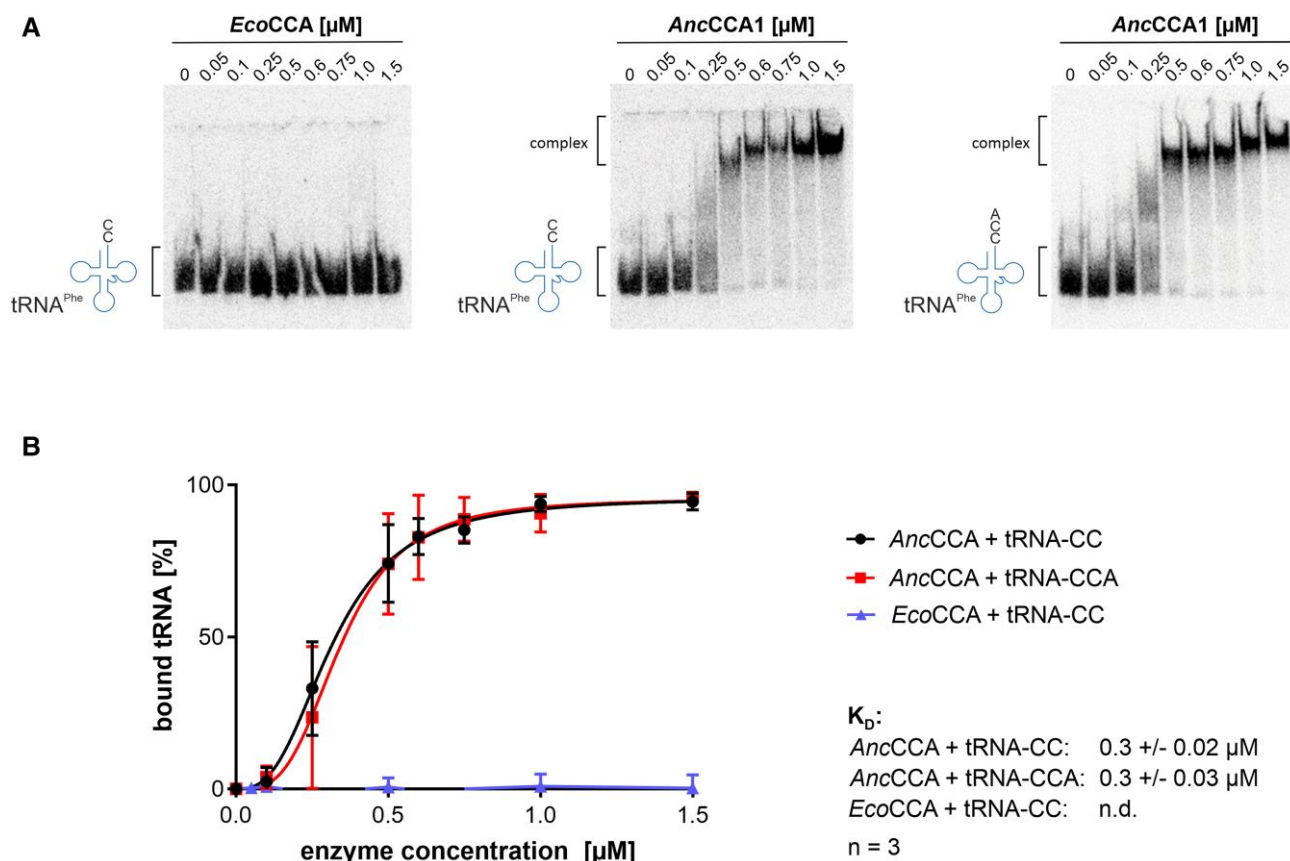 A
EcoCCA [µM]
0 0.05 0.1 0.25 0.5 0.6 0.75 1.0 1.5
tRNAPhe
C
C
AncCCA1 [µM]
0 0.05 0.1 0.25 0.5 0.6 0.75 1.0 1.5
complex
tRNAPhe
C
C
AncCCA1 [µM]
0 0.05 0.1 0.25 0.5 0.6 0.75 1.0 1.5
complex
tRNAPhe
A
C
C
B
bound tRNA [%]
100
50
0
0.0 0.5 1.0 1.5
enzyme concentration [µM]
AncCCA + tRNA-CC
AncCCA + tRNA-CCA
EcoCCA + tRNA-CC
KD:
AncCCA + tRNA-CC: 0.3 +/- 0.02 µM
AncCCA + tRNA-CCA: 0.3 +/- 0.03 µM
EcoCCA + tRNA-CC: n.d.
n = 3